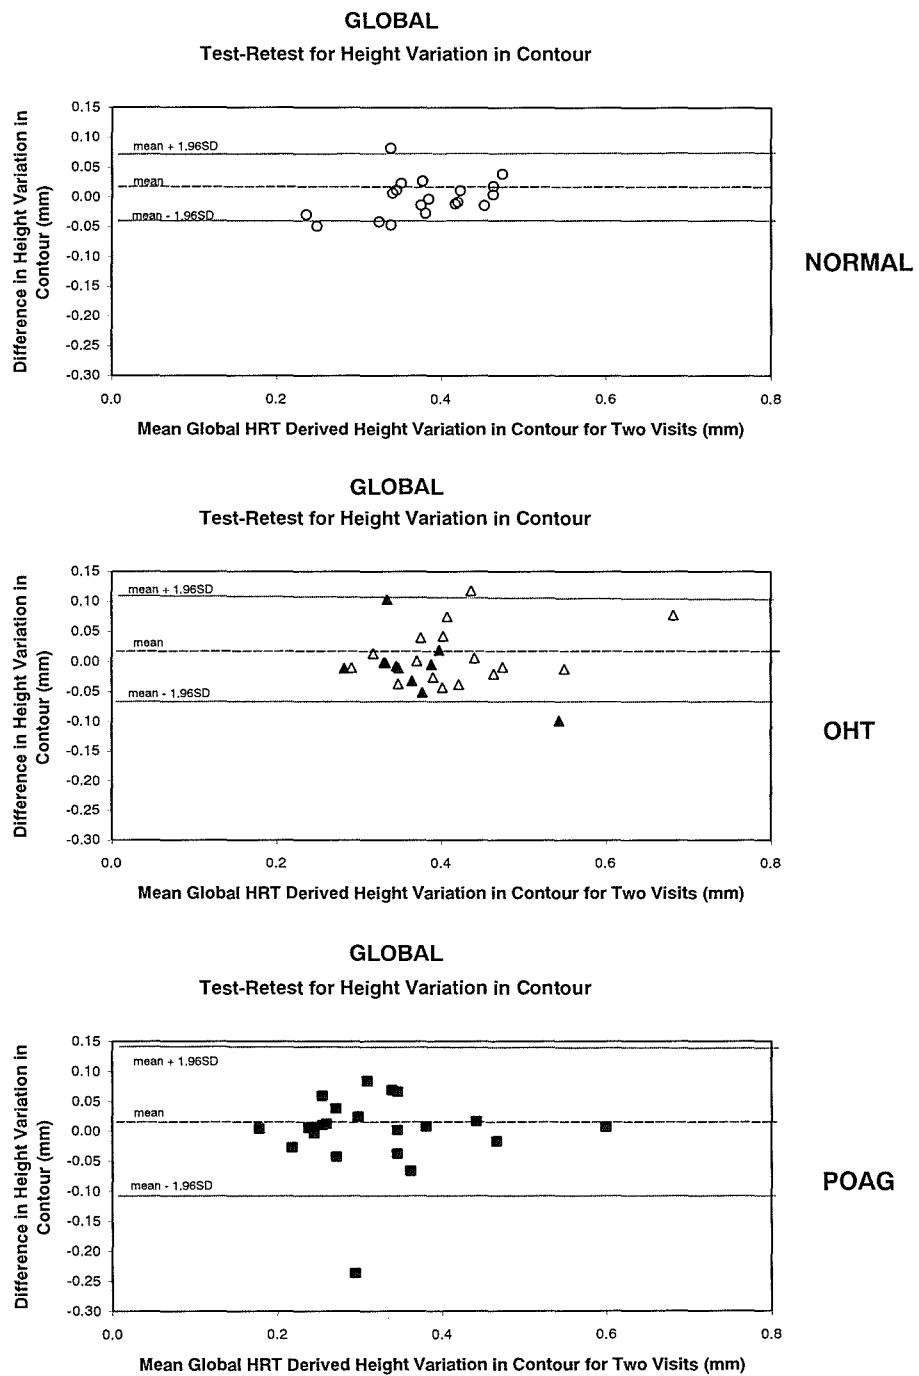 GLOBAL
Test-Retest for Height Variation in Contour
Difference in Height Variation in
Contour (mm)
0.15
0.10
0.05
0.00
-0.05
-0.10
-0.15
-0.20
-0.25
-0.30
mean + 1.96SD
mean
mean - 1.96SD
NORMAL
0.0 0.2 0.4 0.6 0.8
Mean Global HRT Derived Height Variation in Contour for Two Visits (mm)
GLOBAL
Test-Retest for Height Variation in Contour
Difference in Height Variation in
Contour (mm)
0.15
0.10
0.05
0.00
-0.05
-0.10
-0.15
-0.20
-0.25
-0.30
mean + 1.96SD
mean
mean - 1.96SD
OHT
0.0 0.2 0.4 0.6 0.8
Mean Global HRT Derived Height Variation in Contour for Two Visits (mm)
GLOBAL
Test-Retest for Height Variation in Contour
Difference in Height Variation in
Contour (mm)
0.15
0.10
0.05
0.00
-0.05
-0.10
-0.15
-0.20
-0.25
-0.30
mean + 1.96SD
mean
mean - 1.96SD
POAG
0.0 0.2 0.4 0.6 0.8
Mean Global HRT Derived Height Variation in Contour for Two Visits (mm)